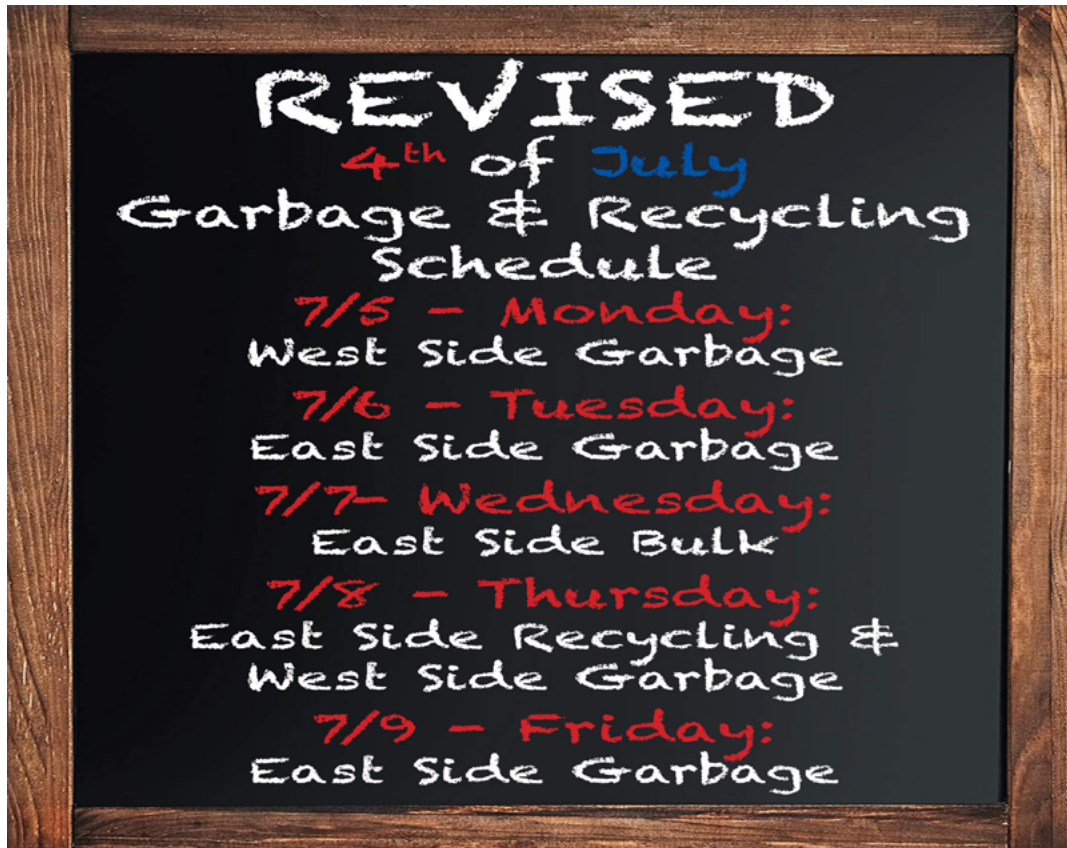 REVISED
4th of July
Garbage & Recycling
Schedule
7/5 - Monday:
West Side Garbage
7/6 - Tuesday:
East Side Garbage
7/7- Wednesday:
East Side Bulk
7/8 - Thursday:
East Side Recycling &
West Side Garbage
7/9 - Friday:
East Side Garbage